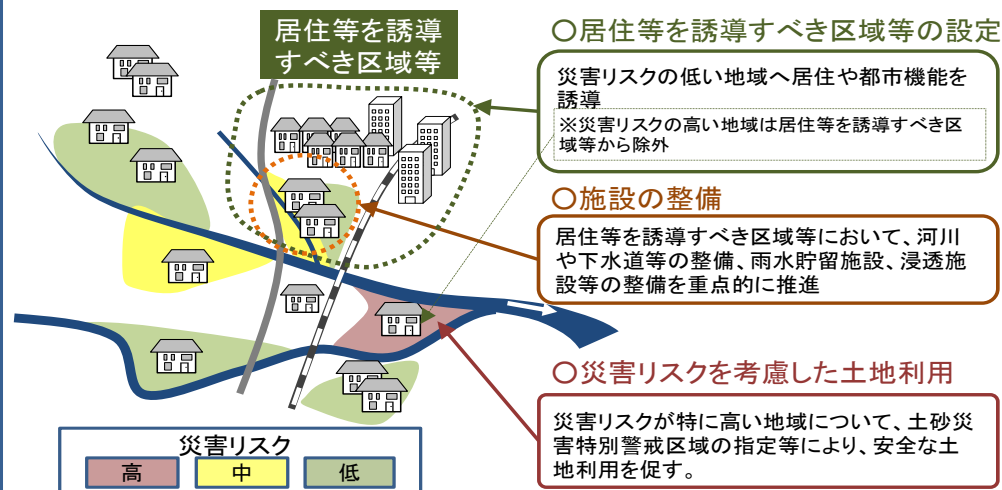 居住等を誘導
すべき区域等
〇居住等を誘導すべき区域等の設定
災害リスクの低い地域へ居住や都市機能を
誘導
※災害リスクの高い地域は居住等を誘導すべき区
域等から除外
〇施設の整備
居住等を誘導すべき区域等において、河川
や下水道等の整備、雨水貯留施設、浸透施
設等の整備を重点的に推進
〇災害リスクを考慮した土地利用
災害リスクが特に高い地域について、土砂災
害特別警戒区域の指定等により、安全な土
地利用を促す。
災害リスク
高 中 低